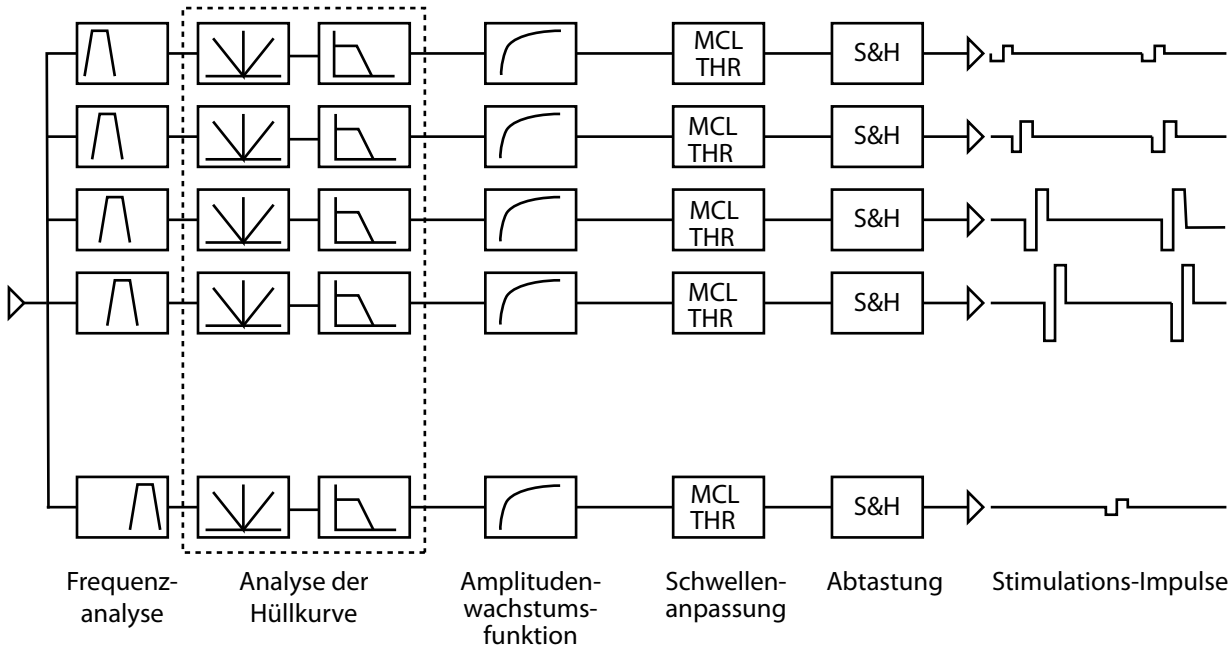 MCL
THR
S&H
MCL
THR
S&H
MCL
THR
S&H
MCL
THR
S&H
MCL
THR
S&H
Frequenz-
analyse
Analyse der
Hüllkurve
Amplituden-
wachstums-
funktion
Schwellen-
anpassung
Abtastung
Stimulations-Impulse